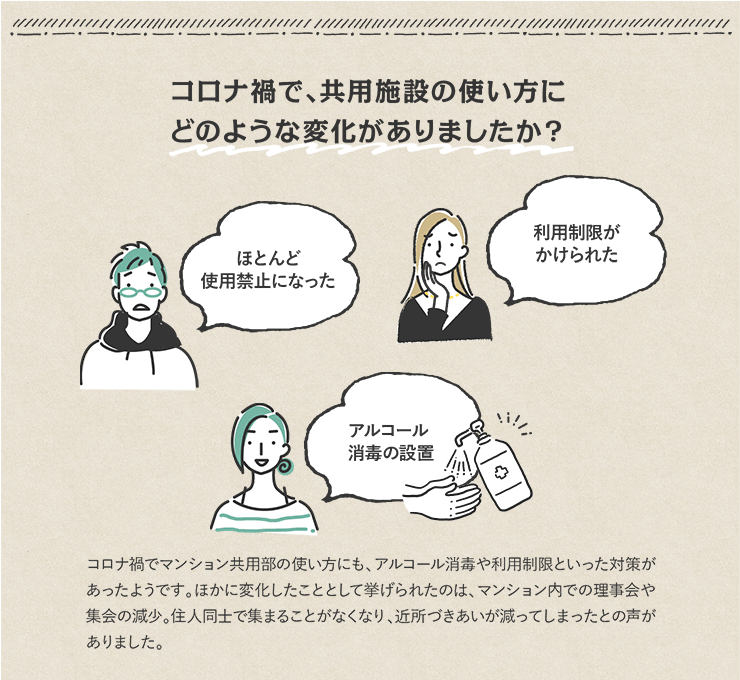 コロナ禍で、共用施設の使い方に
どのような変化がありましたか？
ほとんど
使用禁止になった
利用制限が
かけられた
アルコール
消毒の設置
コロナ禍でマンション共用部の使い方にも、アルコール消毒や利用制限といった対策が
あったようです。ほかに変化したこととして挙げられたのは、マンション内での理事会や
集会の減少。住人同士で集まることがなくなり、近所づきあいが減ってしまったとの声が
ありました。